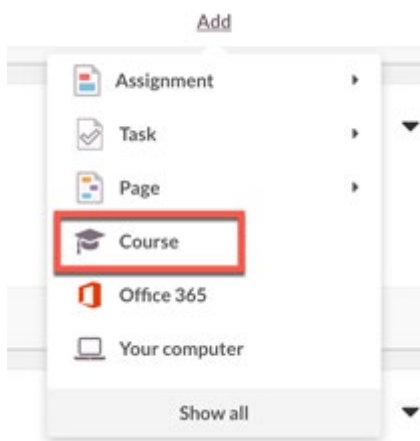 Add
Assignment
Task
Page
Course
Office 365
Your computer
Show all